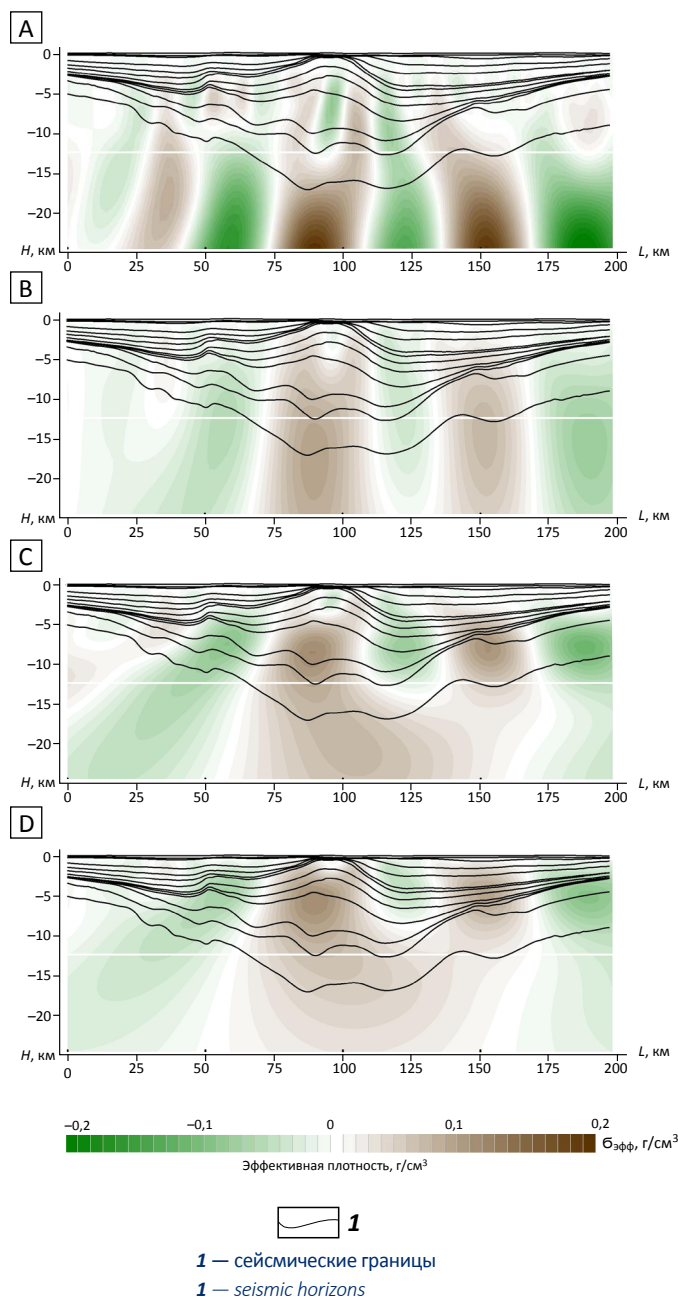 A
0
−5
−10
−15
−20
H, км
0 25 50 75 100 125 150 175 200
L, км
B
0
−5
−10
−15
−20
H, км
0 25 50 75 100 125 150 175 200
L, км
C
0
−5
−10
−15
−20
H, км
0 25 50 75 100 125 150 175 200
L, км
D
0
−5
−10
−15
−20
H, км
0 25 50 75 100 125 150 175 200
L, км
−0,2 −0,1 0 0,1 0,2
Ϭэфф, г/см³
Эффективная плотность, г/см³
1
1 — сейсмические границы
1 — seismic horizons